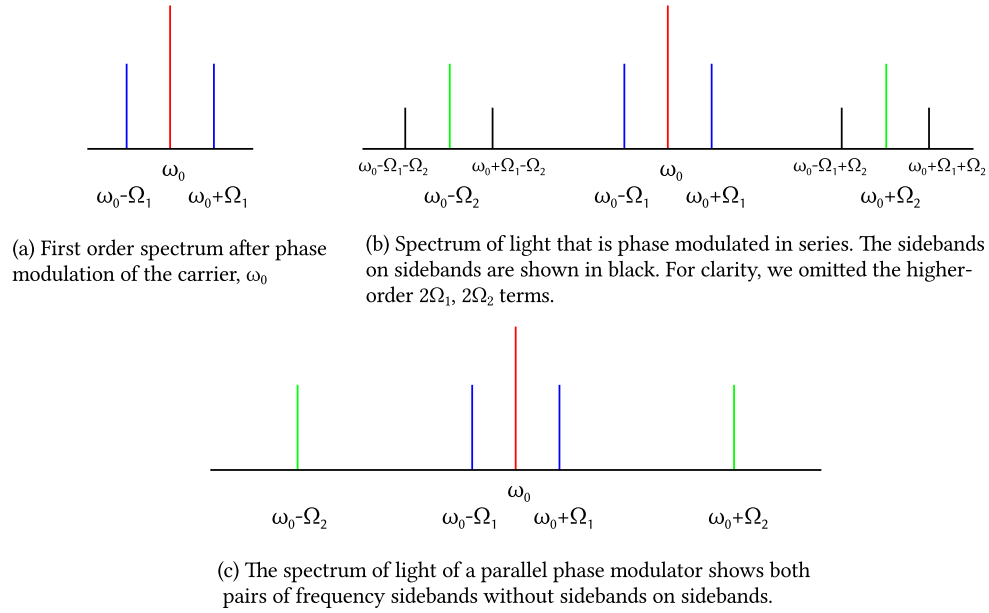 ω₀
ω₀-Ω₁ ω₀+Ω₁
(a) First order spectrum after phase
modulation of the carrier, ω₀
ω₀-Ω₁-Ω₂ ω₀+Ω₁-Ω₂ ω₀ ω₀-Ω₁+Ω₂ ω₀+Ω₁+Ω₂
ω₀-Ω₂ ω₀-Ω₁ ω₀+Ω₁ ω₀+Ω₂
(b) Spectrum of light that is phase modulated in series. The sidebands
on sidebands are shown in black. For clarity, we omitted the higher-
order 2Ω₁, 2Ω₂ terms.
ω₀
ω₀-Ω₂ ω₀-Ω₁ ω₀+Ω₁ ω₀+Ω₂
(c) The spectrum of light of a parallel phase modulator shows both
pairs of frequency sidebands without sidebands on sidebands.